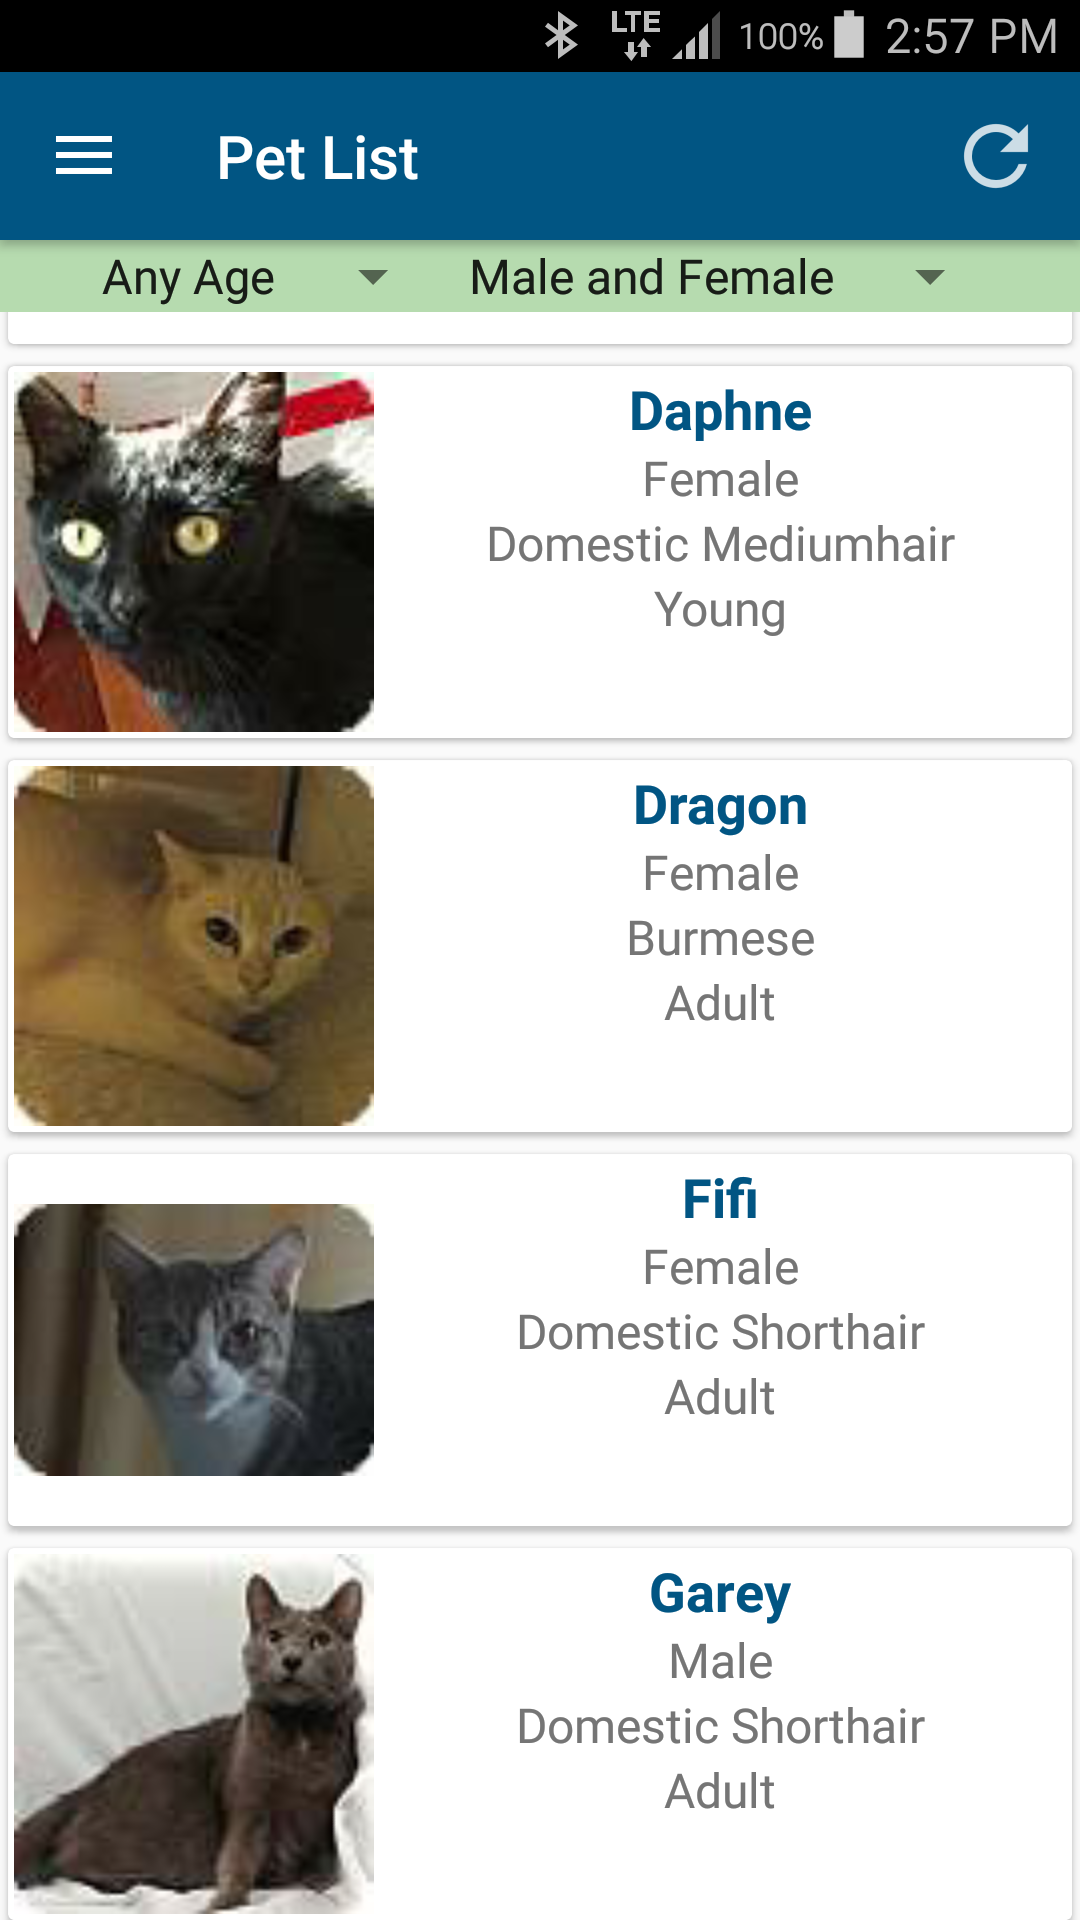 LTE 100% 2:57 PM
Pet List
Any Age Male and Female
Daphne
Female
Domestic Mediumhair
Young
Dragon
Female
Burmese
Adult
Fifi
Female
Domestic Shorthair
Adult
Garey
Male
Domestic Shorthair
Adult